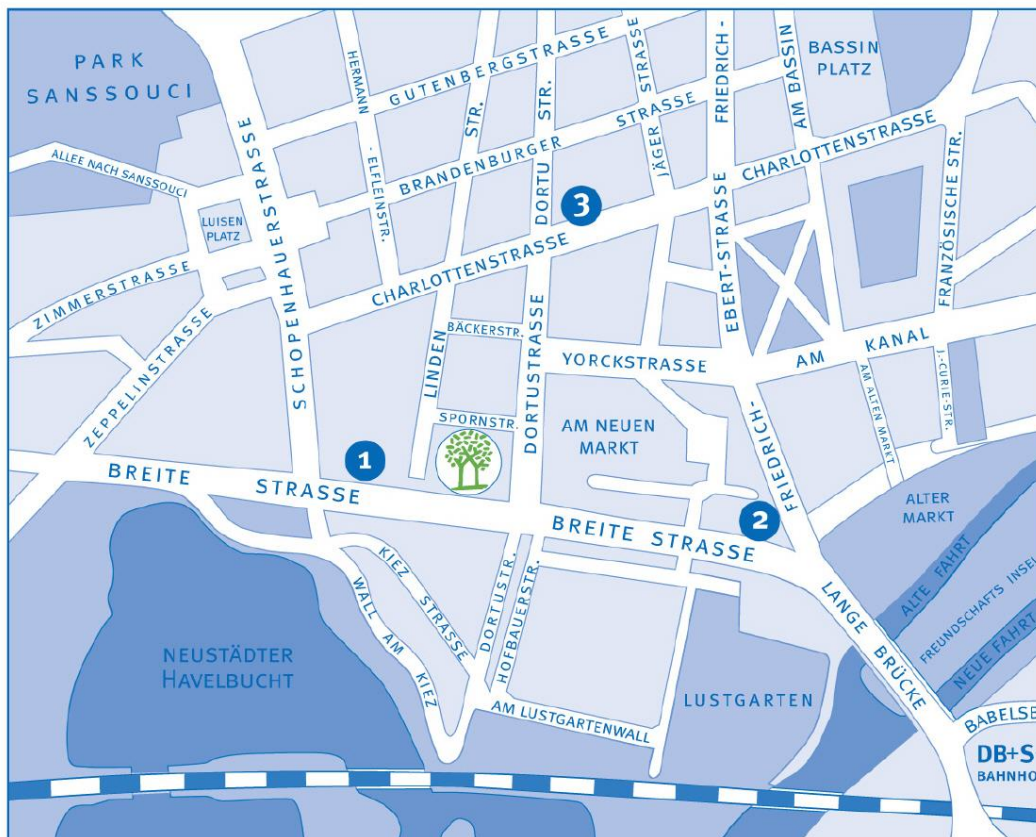 PARK
SANSSOUCI
ALLEE NACH SANSSOUCI
LUISEN
PLATZ
ZIMMERSTRASSE
ZEPPELINSTRASSE
SCHOPENHAUERSTRASSE
HERMANN
- ELFLEINSTR.
GUTENBERGSTRASSE
BRANDENBURGER
STRASSE
STR.
LINDEN
DORTU STR.
JÄGER STRASSE
FRIEDRICH-
EBERT-STRASSE
AM BASSIN
BASSIN
PLATZ
CHARLOTTENSTRASSE
CHARLOTTENSTRASSE
3
FRANZÖSISCHE STR.
BÄCKERSTR.
YORCKSTRASSE
AM KANAL
DORTUSTRASSE
SPORNSTR.
AM NEUEN
MARKT
FRIEDRICH-
AM ALTEN
MARKT
J.-CURIE-STR.
1
2
BREITE STRASSE
BREITE STRASSE
ALTER
MARKT
ALTE FAHRT
FREUNDSCHAFTS INSEL
NEUE FAHRT
LANGE
BRÜCKE
KIEZ STRASSE
WALL AM KIEZ
DORTUSTR.
HOFBAUERSTR.
NEUSTÄDTER
HAVELBUCHT
AM LUSTGARTENWALL
LUSTGARTEN
BABELSB
DB+S
BAHNHO